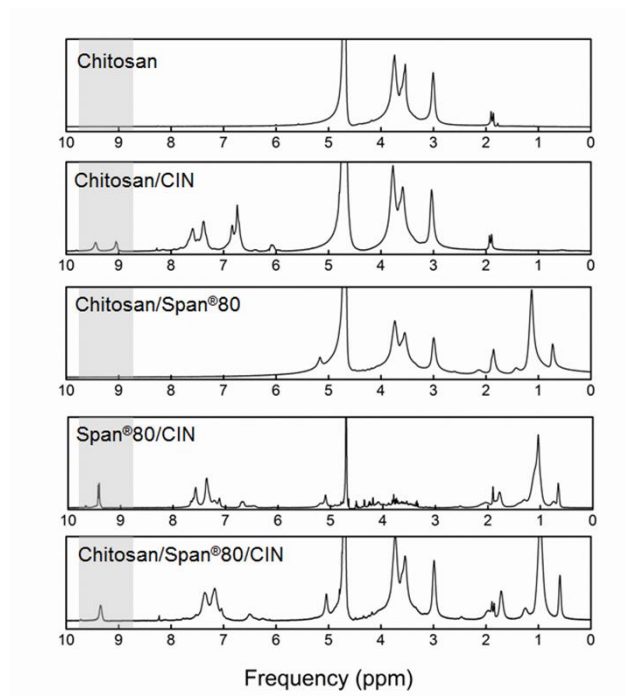 Chitosan
10 9 8 7 6 5 4 3 2 1 0
Chitosan/CIN
10 9 8 7 6 5 4 3 2 1 0
Chitosan/Span®80
10 9 8 7 6 5 4 3 2 1 0
Span®80/CIN
10 9 8 7 6 5 4 3 2 1 0
Chitosan/Span®80/CIN
10 9 8 7 6 5 4 3 2 1 0
Frequency (ppm)